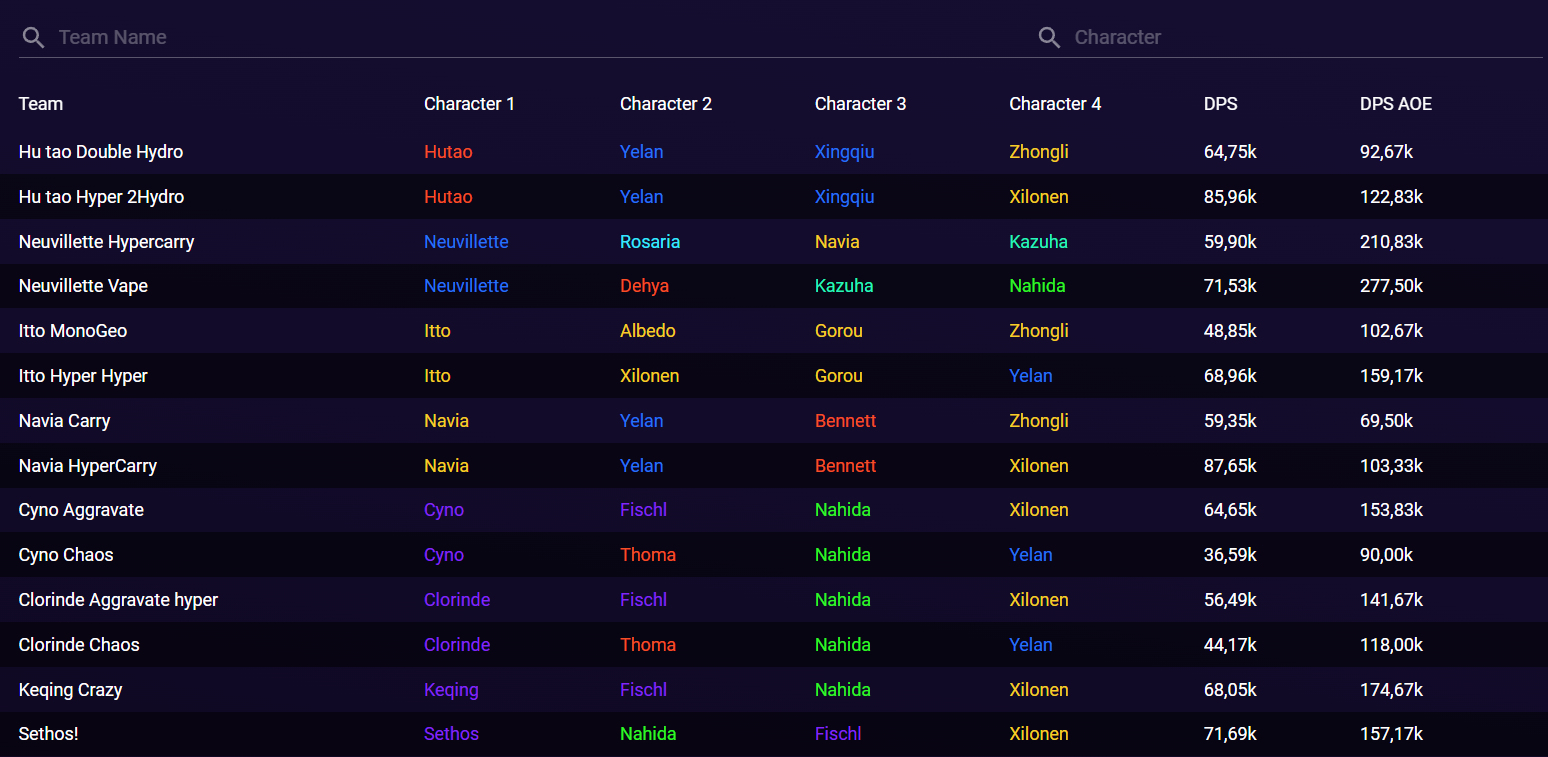 Team Name Character
Team Character 1 Character 2 Character 3 Character 4 DPS DPS AOE
Hu tao Double Hydro Hutao Yelan Xingqiu Zhongli 64,75k 92,67k
Hu tao Hyper 2Hydro Hutao Yelan Xingqiu Xilonen 85,96k 122,83k
Neuvillette Hypercarry Neuvillette Rosaria Navia Kazuha 59,90k 210,83k
Neuvillette Vape Neuvillette Dehya Kazuha Nahida 71,53k 277,50k
Itto MonoGeo Itto Albedo Gorou Zhongli 48,85k 102,67k
Itto Hyper Hyper Itto Xilonen Gorou Yelan 68,96k 159,17k
Navia Carry Navia Yelan Bennett Zhongli 59,35k 69,50k
Navia HyperCarry Navia Yelan Bennett Xilonen 87,65k 103,33k
Cyno Aggravate Cyno Fischl Nahida Xilonen 64,65k 153,83k
Cyno Chaos Cyno Thoma Nahida Yelan 36,59k 90,00k
Clorinde Aggravate hyper Clorinde Fischl Nahida Xilonen 56,49k 141,67k
Clorinde Chaos Clorinde Thoma Nahida Yelan 44,17k 118,00k
Keqing Crazy Keqing Fischl Nahida Xilonen 68,05k 174,67k
Sethos! Sethos Nahida Fischl Xilonen 71,69k 157,17k